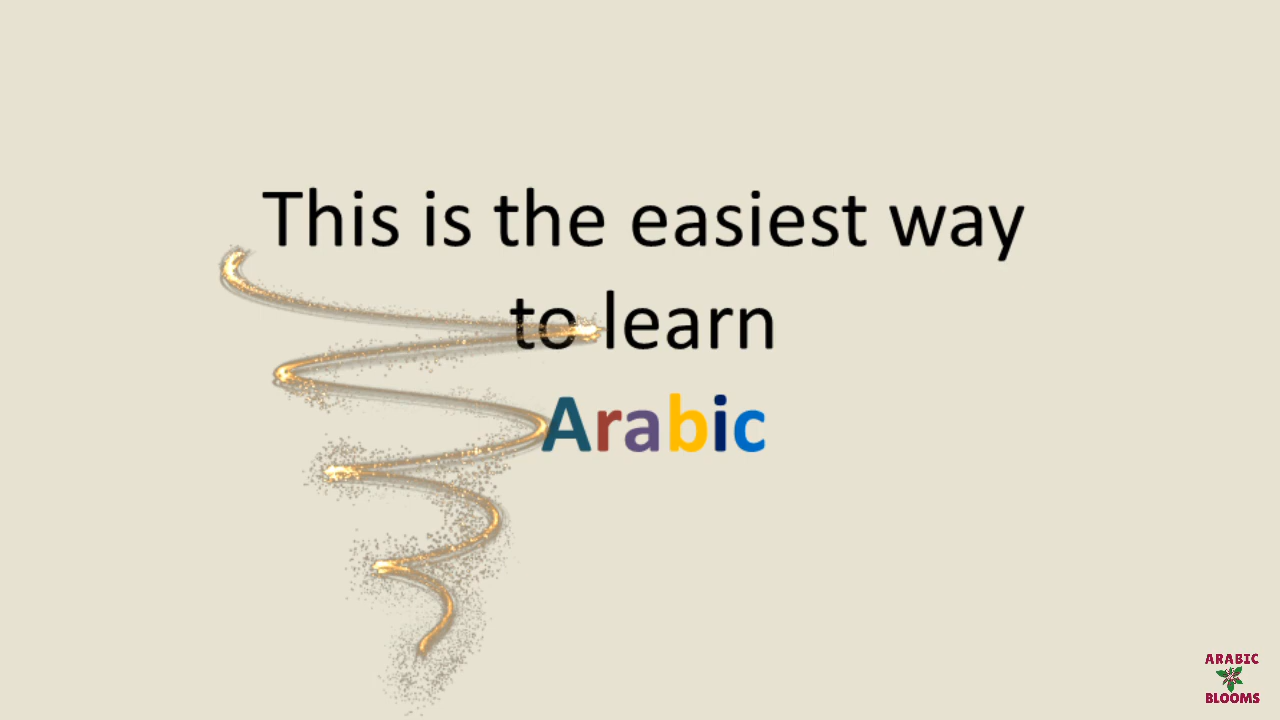 This is the easiest way
to learn
Arabic
ARABIC
BLOOMS